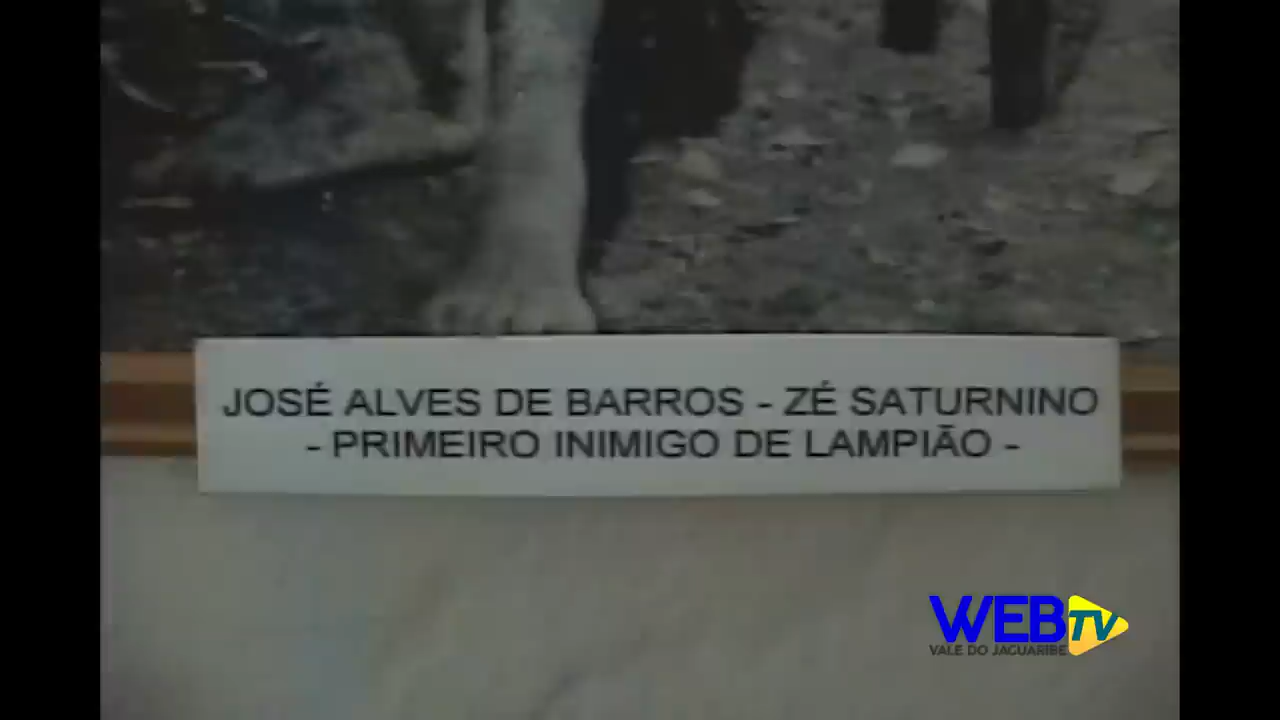 JOSÉ ALVES DE BARROS - ZÉ SATURNINO
- PRIMEIRO INIMIGO DE LAMPIÃO -
WEBTV
VALE DO JAGUARIBE